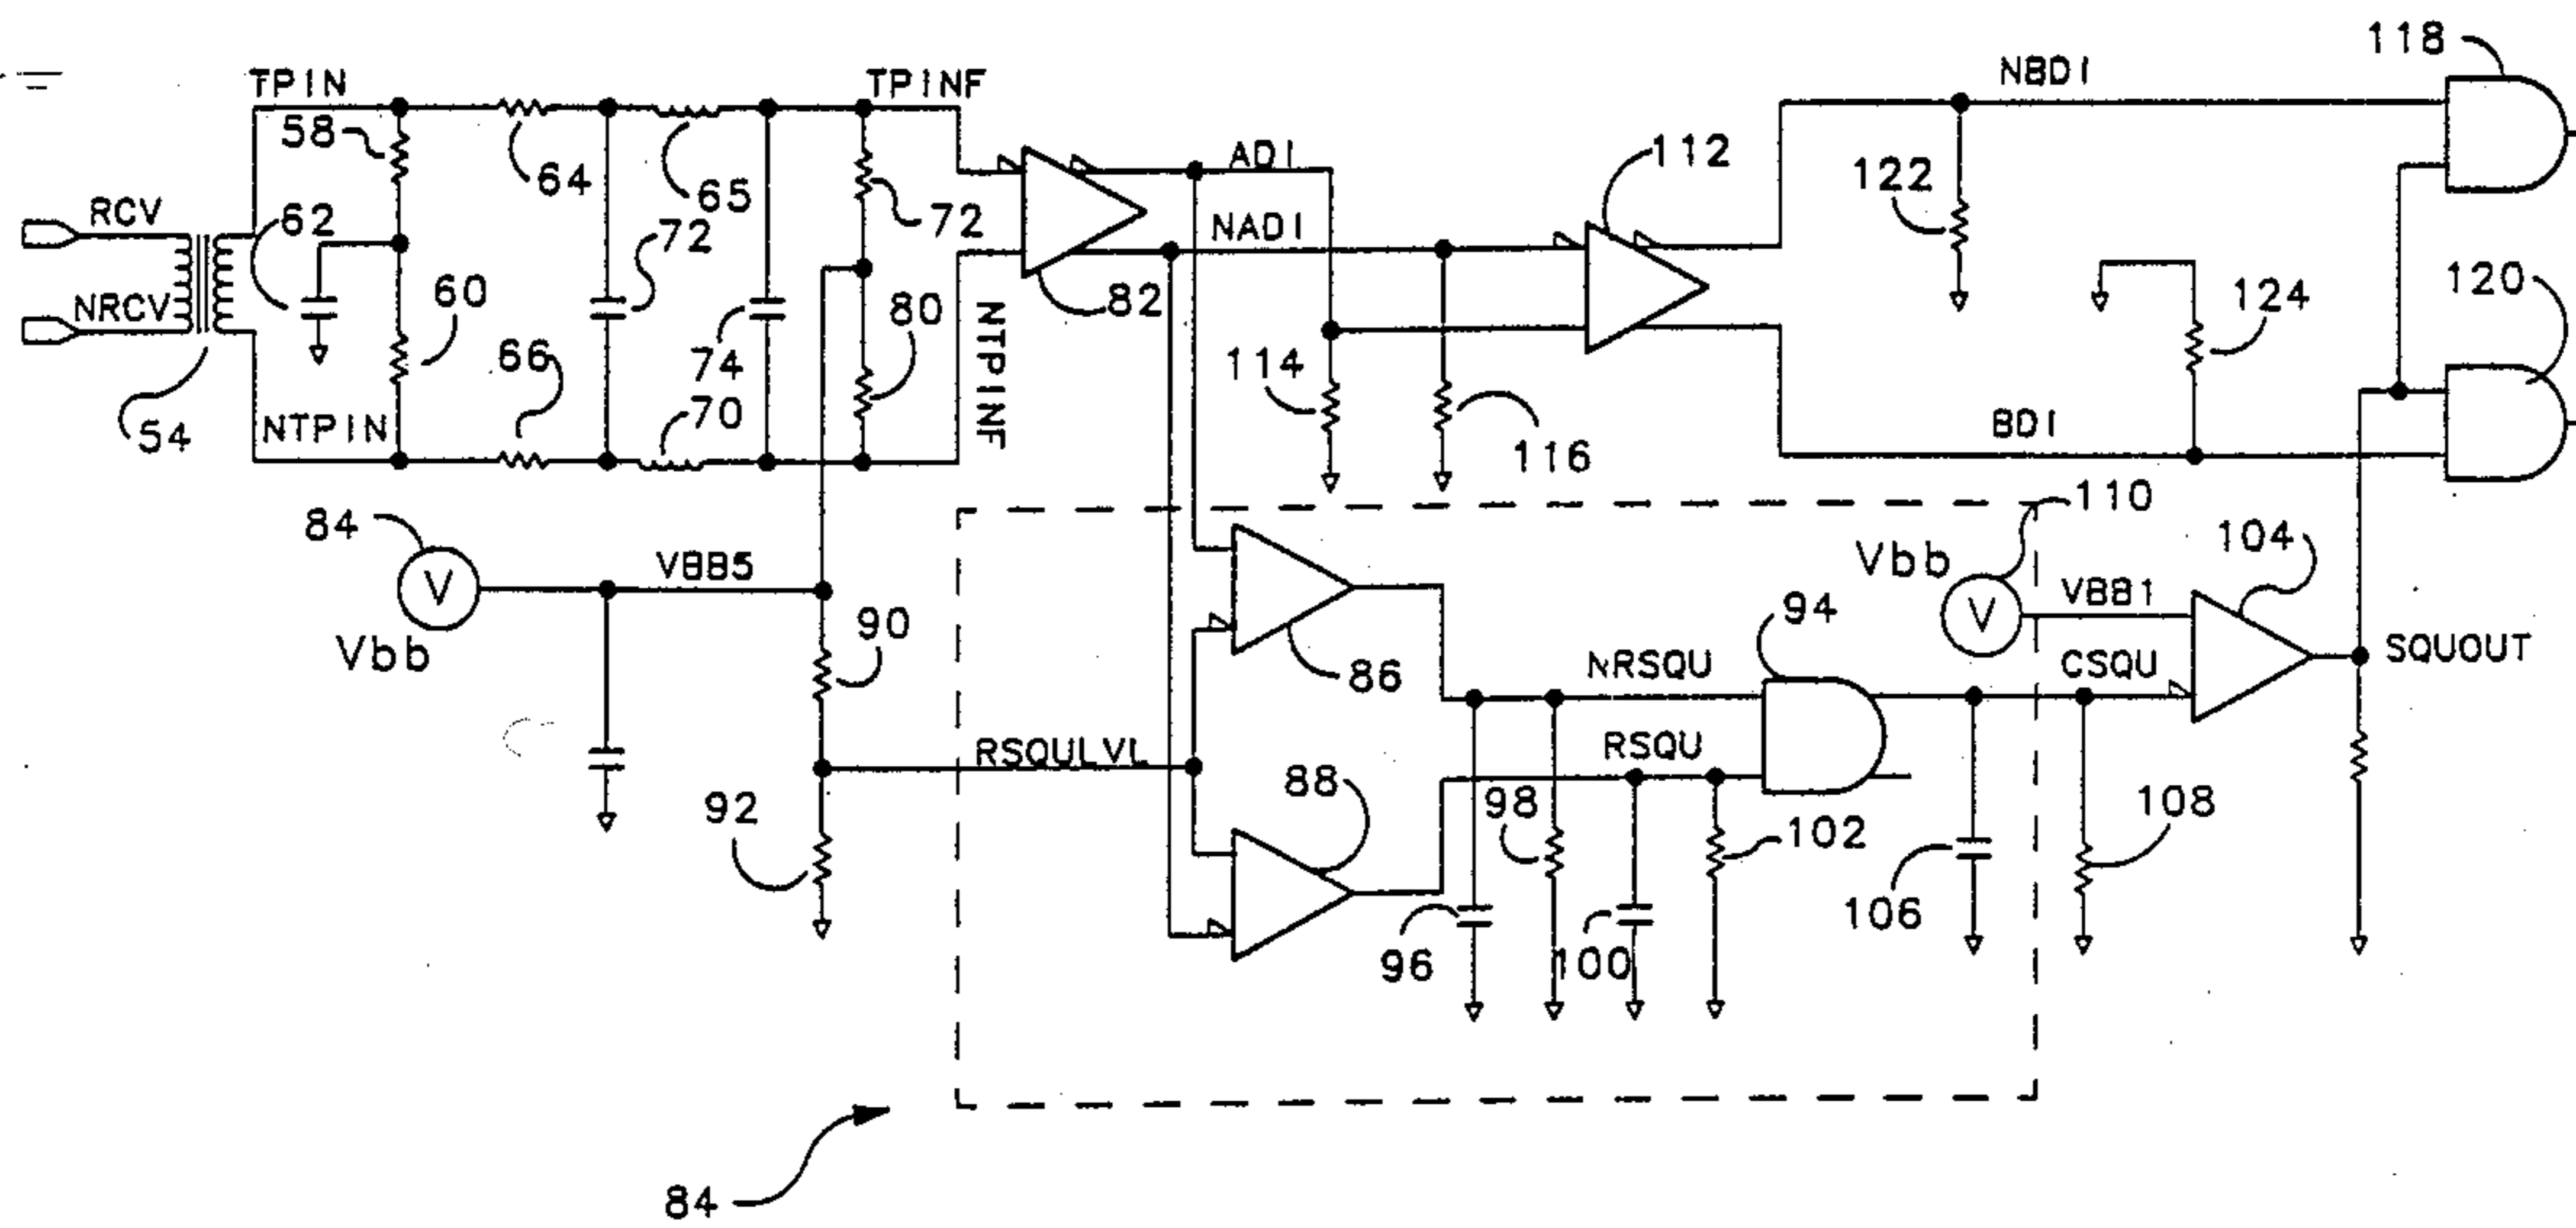 118
TPIN
TPINF
NBDI
58
64
65
72
ADI
112
122
RCV
62
72
NADI
NRCV
60
82
80
120
124
66
74
NTPINF
114
54
NTPIN
70
116
BDI
84
110
V
Vbb
VBB5
Vbb
104
90
86
94
V
VBB1
NRSQU
CSQU
SQUOUT
RSQULVL
RSQU
92
88
98
102
108
96
100
106
84